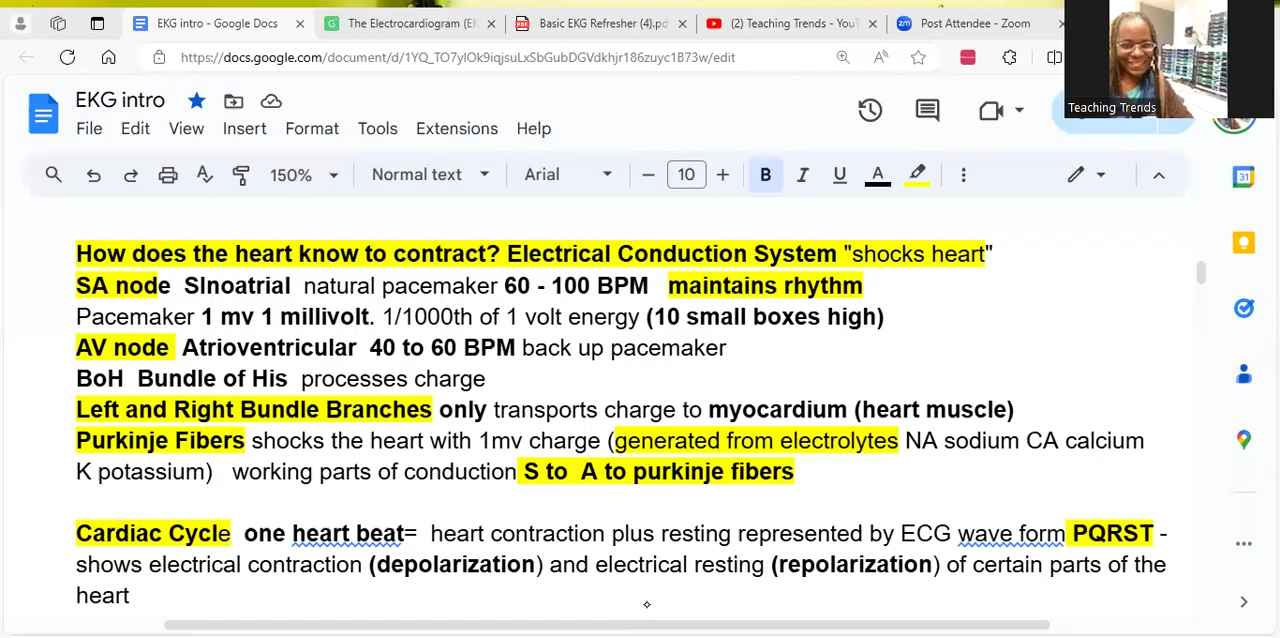 EKG intro - Google Docs
The Electrocardiogram (EK
Basic EKG Refresher (4).pd
(2) Teaching Trends - YouT
Post Attendee - Zoom
https://docs.google.com/document/d/1YQ_TO7ylOk9iqjsuLxSbGubDGVdkhjr186zuyc1B73w/edit
Teaching Trends
EKG intro
File Edit View Insert Format Tools Extensions Help
150% Normal text Arial 10 B I U A
How does the heart know to contract? Electrical Conduction System "shocks heart"
SA node SInoatrial natural pacemaker 60 - 100 BPM maintains rhythm
Pacemaker 1 mv 1 millivolt. 1/1000th of 1 volt energy (10 small boxes high)
AV node Atrioventricular 40 to 60 BPM back up pacemaker
BoH Bundle of His processes charge
Left and Right Bundle Branches only transports charge to myocardium (heart muscle)
Purkinje Fibers shocks the heart with 1mv charge (generated from electrolytes NA sodium CA calcium
K potassium) working parts of conduction S to A to purkinje fibers
Cardiac Cycle one heart beat= heart contraction plus resting represented by ECG wave form PQRST -
shows electrical contraction (depolarization) and electrical resting (repolarization) of certain parts of the
heart